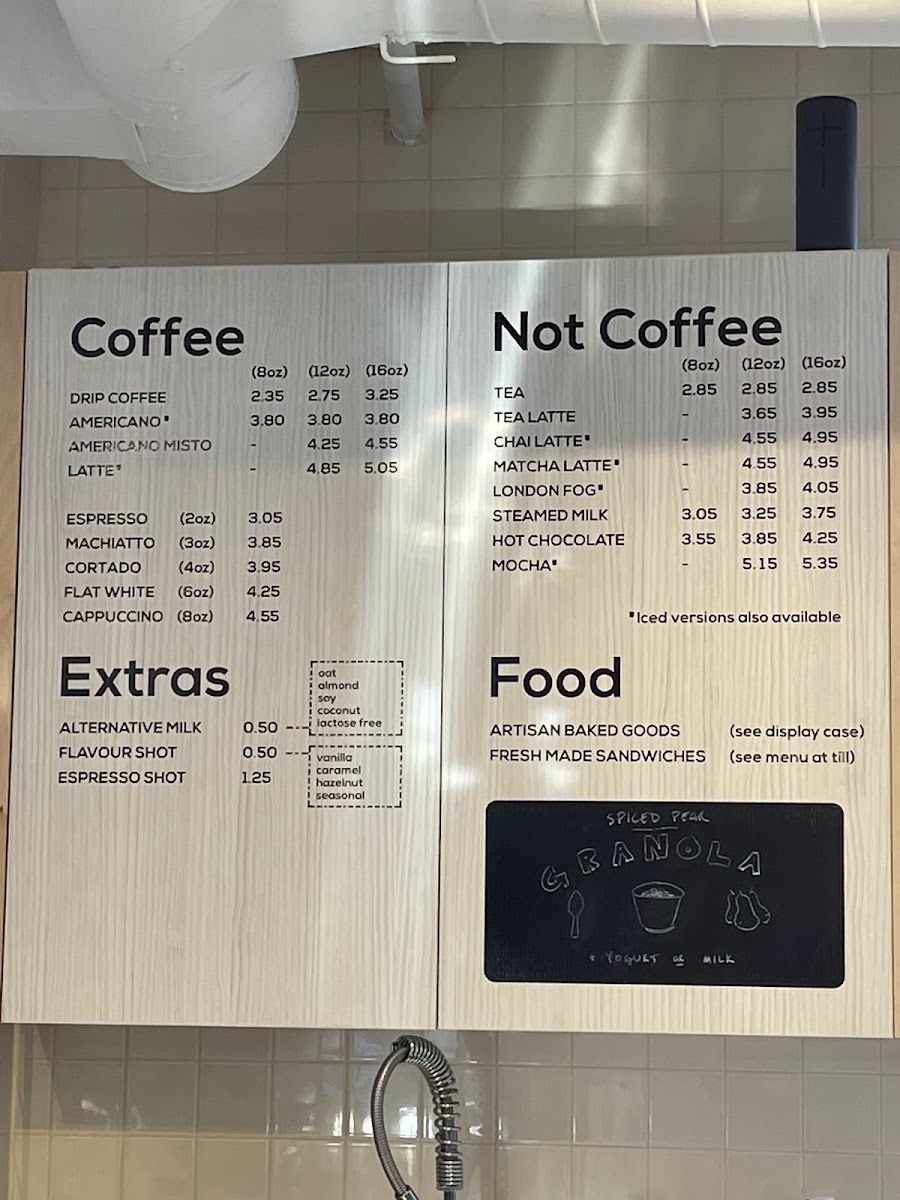 Coffee
(8oz) (12oz) (16oz)
DRIP COFFEE 2.35 2.75 3.25
AMERICANO* 3.80 3.80 3.80
AMERICANO MISTO - 4.25 4.55
LATTE* - 4.85 5.05
ESPRESSO (2oz) 3.05
MACHIATTO (3oz) 3.85
CORTADO (4oz) 3.95
FLAT WHITE (6oz) 4.25
CAPPUCCINO (8oz) 4.55
Extras
ALTERNATIVE MILK 0.50
oat
almond
soy
coconut
lactose free
FLAVOUR SHOT 0.50
vanilla
caramel
hazelnut
seasonal
ESPRESSO SHOT 1.25
Not Coffee
(8oz) (12oz) (16oz)
TEA 2.85 2.85 2.85
TEA LATTE - 3.65 3.95
CHAI LATTE* - 4.55 4.95
MATCHA LATTE* - 4.55 4.95
LONDON FOG* - 3.85 4.05
STEAMED MILK 3.05 3.25 3.75
HOT CHOCOLATE 3.55 3.85 4.25
MOCHA* - 5.15 5.35
*Iced versions also available
Food
ARTISAN BAKED GOODS (see display case)
FRESH MADE SANDWICHES (see menu at till)
SPICED PEAR
GRANOLA
* YOGURT OR MILK